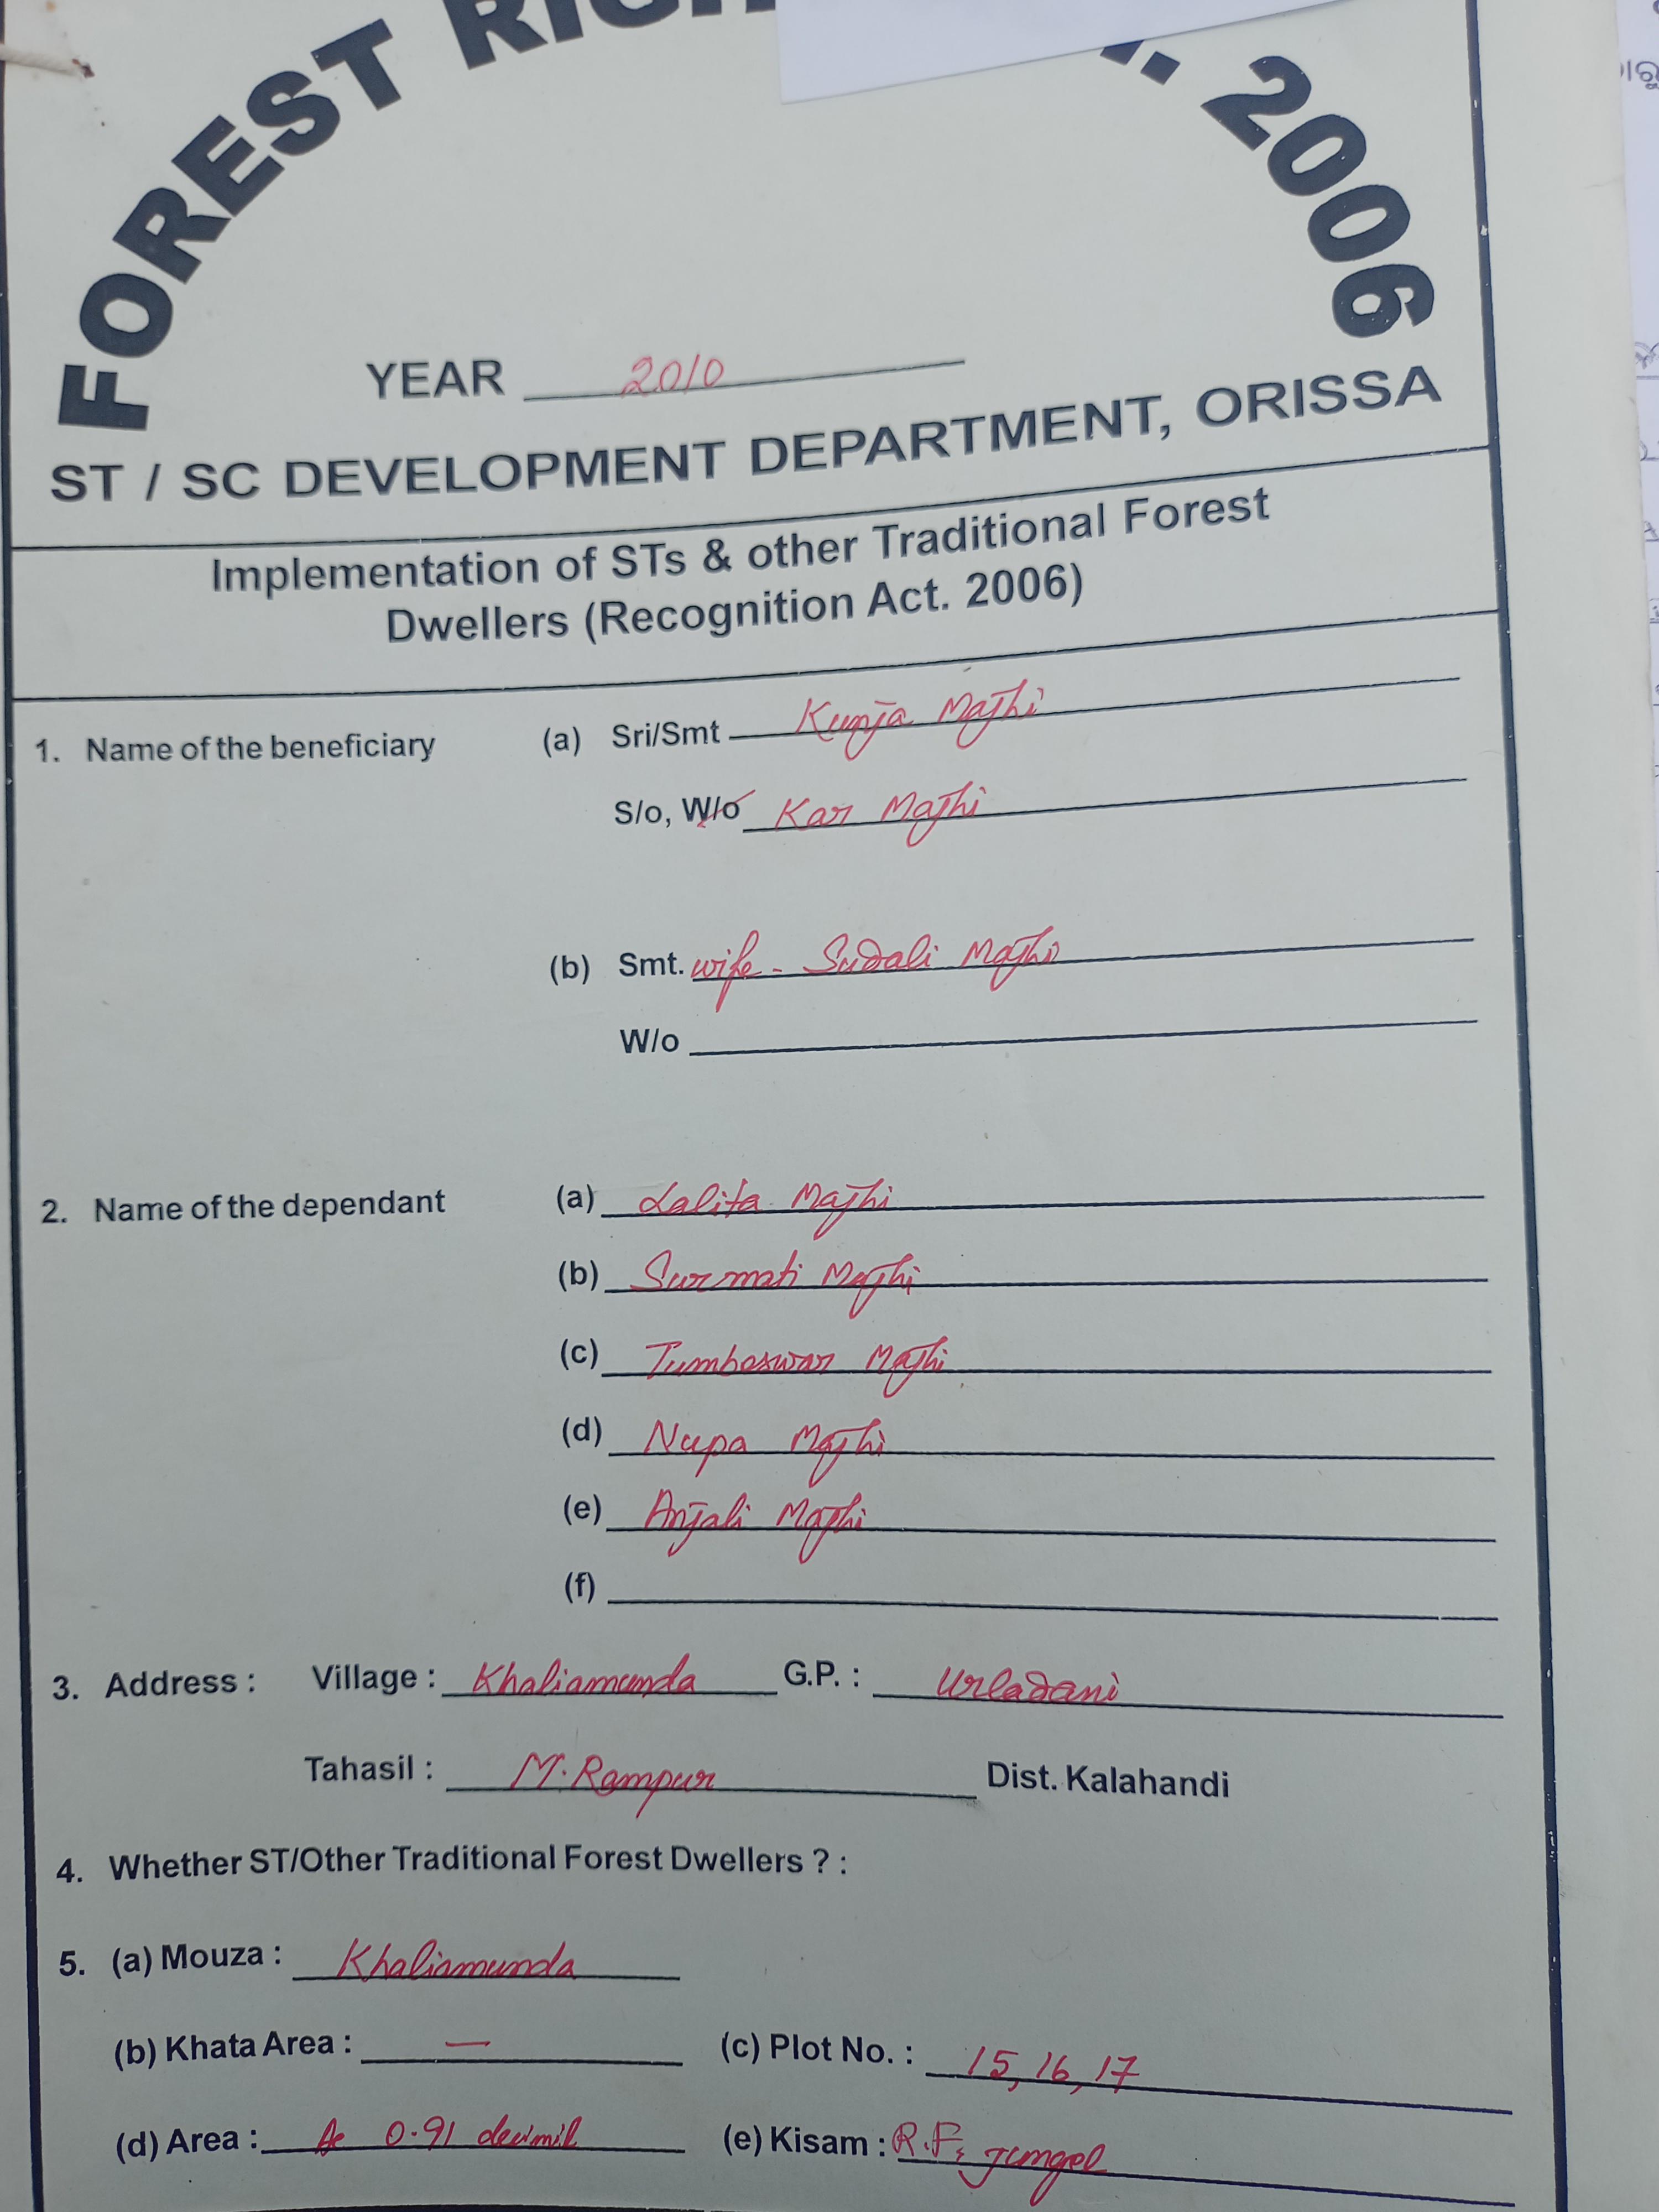 FOREST
2006
YEAR 2010
ST / SC DEVELOPMENT DEPARTMENT, ORISSA
Implementation of STs & other Traditional Forest
Dwellers (Recognition Act. 2006)
1. Name of the beneficiary (a) Sri/Smt Kunja Majhi
S/o, W/o Kar Majhi
(b) Smt. wife - Sudali Majhi
W/o
2. Name of the dependant (a) Lalita Majhi
(b) Surmati Majhi
(c) Tumbeswar Majhi
(d) Nupa Majhi
(e) Anjali Majhi
(f)
3. Address : Village : Khaliamunda G.P. : Urladani
Tahasil : M. Rampur Dist. Kalahandi
4. Whether ST/Other Traditional Forest Dwellers ? :
5. (a) Mouza : Khaliamunda
(b) Khata Area : — (c) Plot No. : 15, 16, 17
(d) Area : Ac 0.91 decimil (e) Kisam : R.F, Jungel